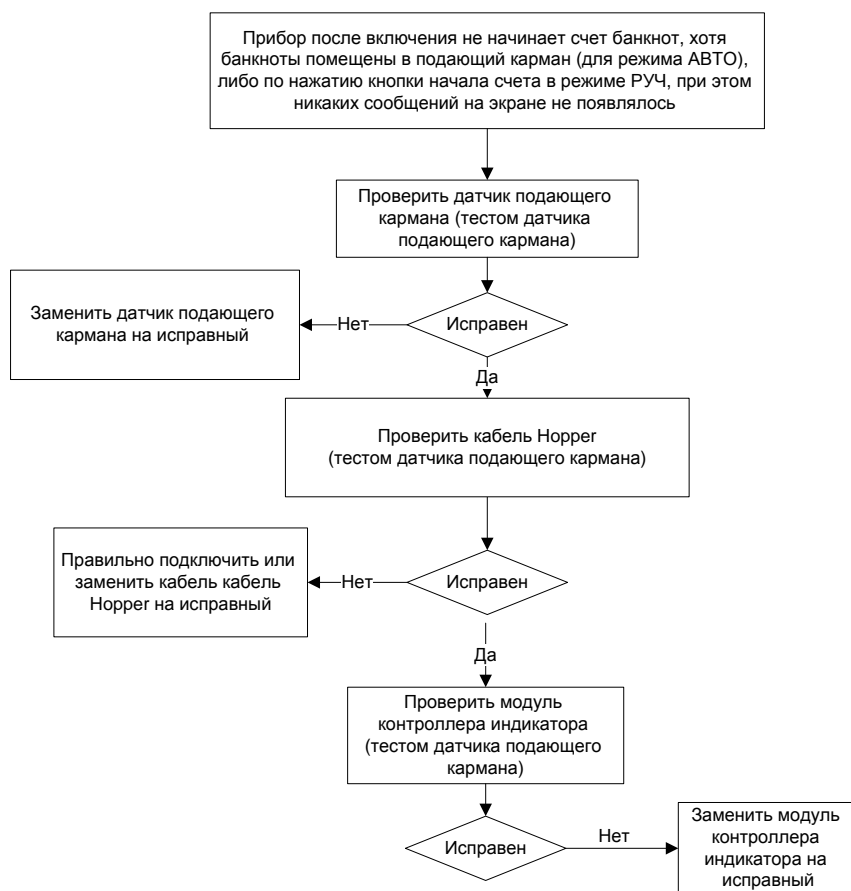 Прибор после включения не начинает счет банкнот, хотя
банкноты помещены в подающий карман (для режима АВТО),
либо по нажатию кнопки начала счета в режиме РУЧ, при этом
никаких сообщений на экране не появлялось
Проверить датчик подающего
кармана (тестом датчика
подающего кармана)
Исправен
Нет
Заменить датчик подающего
кармана на исправный
Да
Проверить кабель Hopper
(тестом датчика подающего кармана)
Исправен
Нет
Правильно подключить или
заменить кабель кабель
Hopper на исправный
Да
Проверить модуль
контроллера индикатора
(тестом датчика подающего
кармана)
Исправен
Нет
Заменить модуль
контроллера
индикатора на
исправный